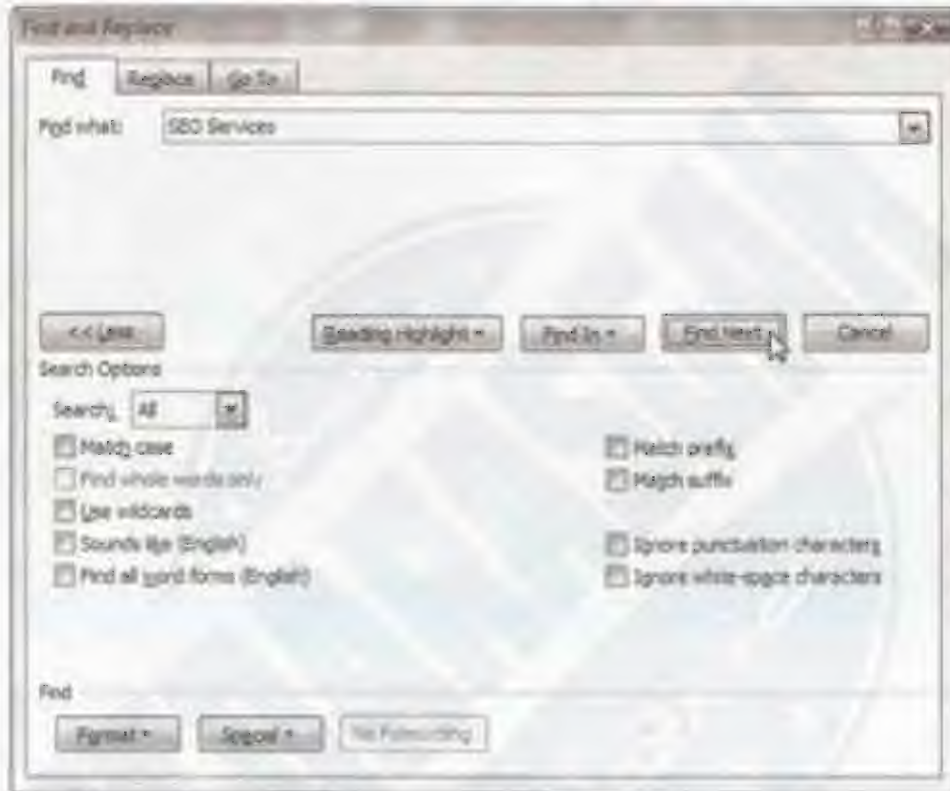 Find and Replace
Find Replace Go To
Find what: SEO Services
<< Less Reading Highlight Find In Find Next Cancel
Search Options
Search: All
Match case Match prefix
Find whole words only Match suffix
Use wildcards
Sounds like (English) Ignore punctuation characters
Find all word forms (English) Ignore white-space characters
Find
Format Special No Formatting